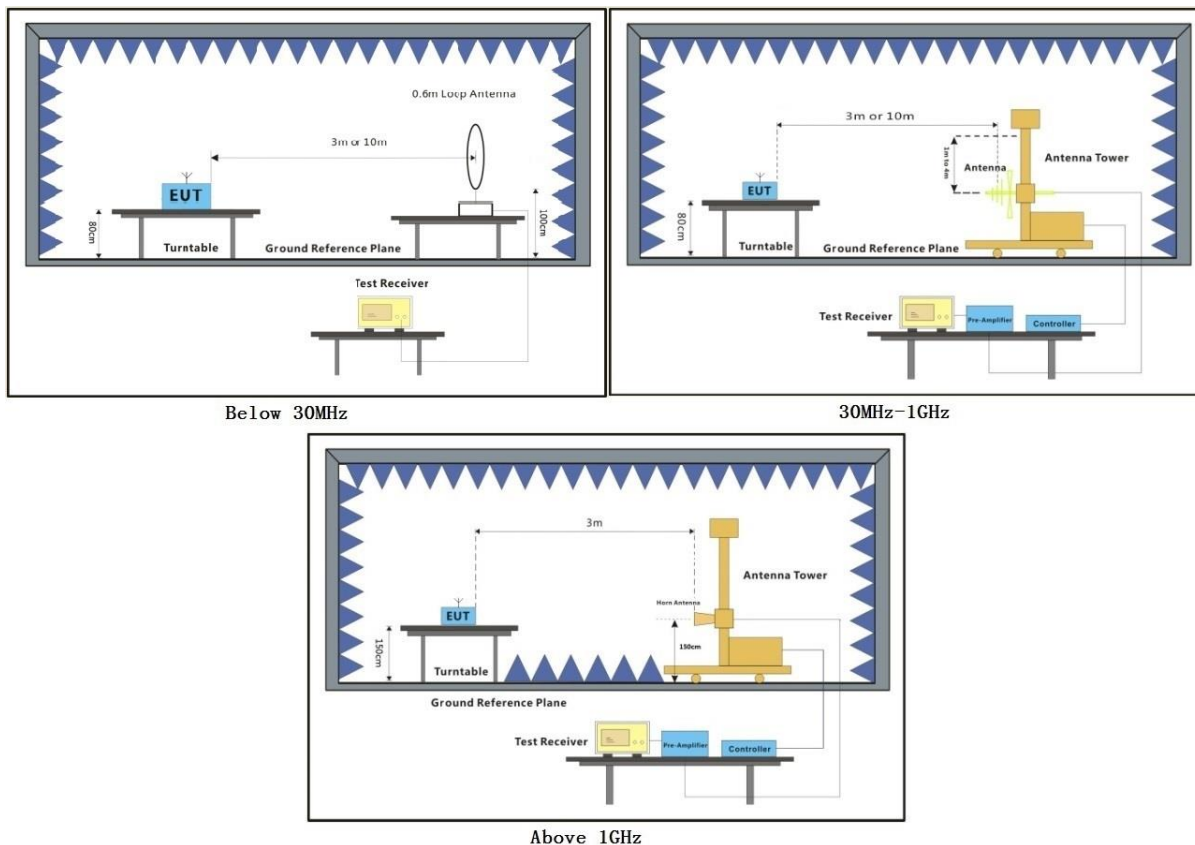 0.6m Loop Antenna
3m or 10m
EUT
80cm
100cm
Turntable
Ground Reference Plane
Test Receiver
Below 30MHz
3m or 10m
1m to 4m
Antenna
Antenna Tower
EUT
80cm
Turntable
Ground Reference Plane
Test Receiver
Pre-Amplifier
Controller
30MHz-1GHz
3m
Antenna Tower
Horn Antenna
EUT
150cm
150cm
Turntable
Ground Reference Plane
Test Receiver
Pre-Amplifier
Controller
Above 1GHz